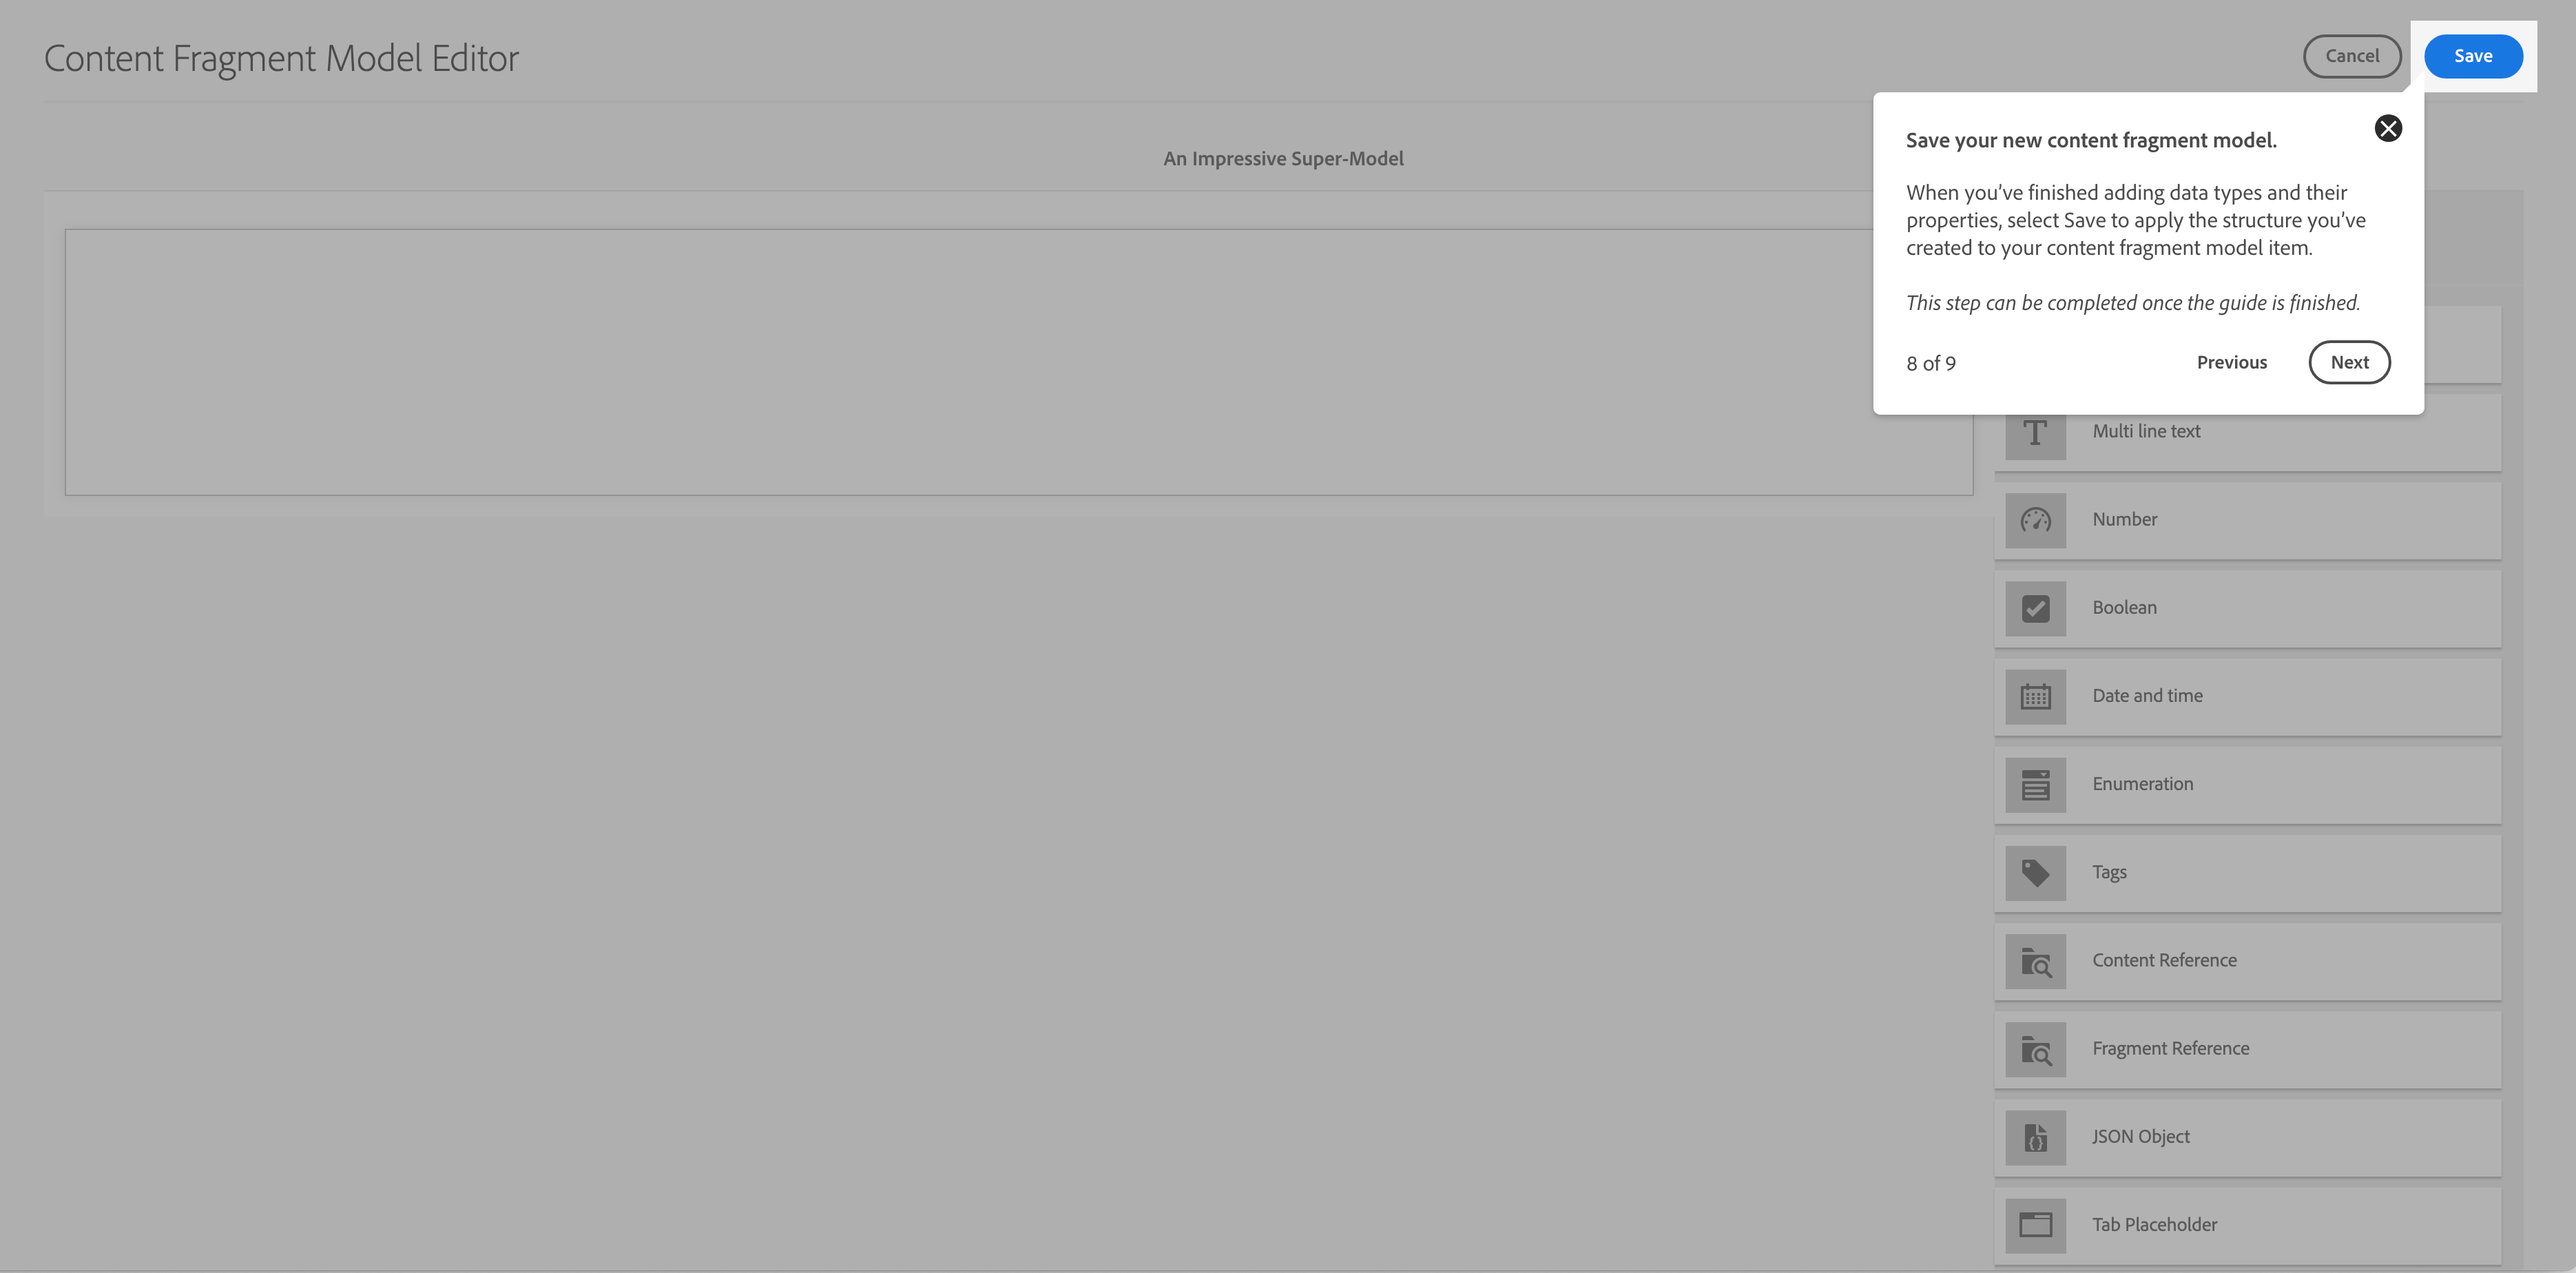 Content Fragment Model Editor
Cancel
Save
An Impressive Super-Model
Save your new content fragment model.
When you’ve finished adding data types and their
properties, select Save to apply the structure you’ve
created to your content fragment model item.
This step can be completed once the guide is finished.
8 of 9
Previous
Next
Multi line text
Number
Boolean
Date and time
Enumeration
Tags
Content Reference
Fragment Reference
JSON Object
Tab Placeholder